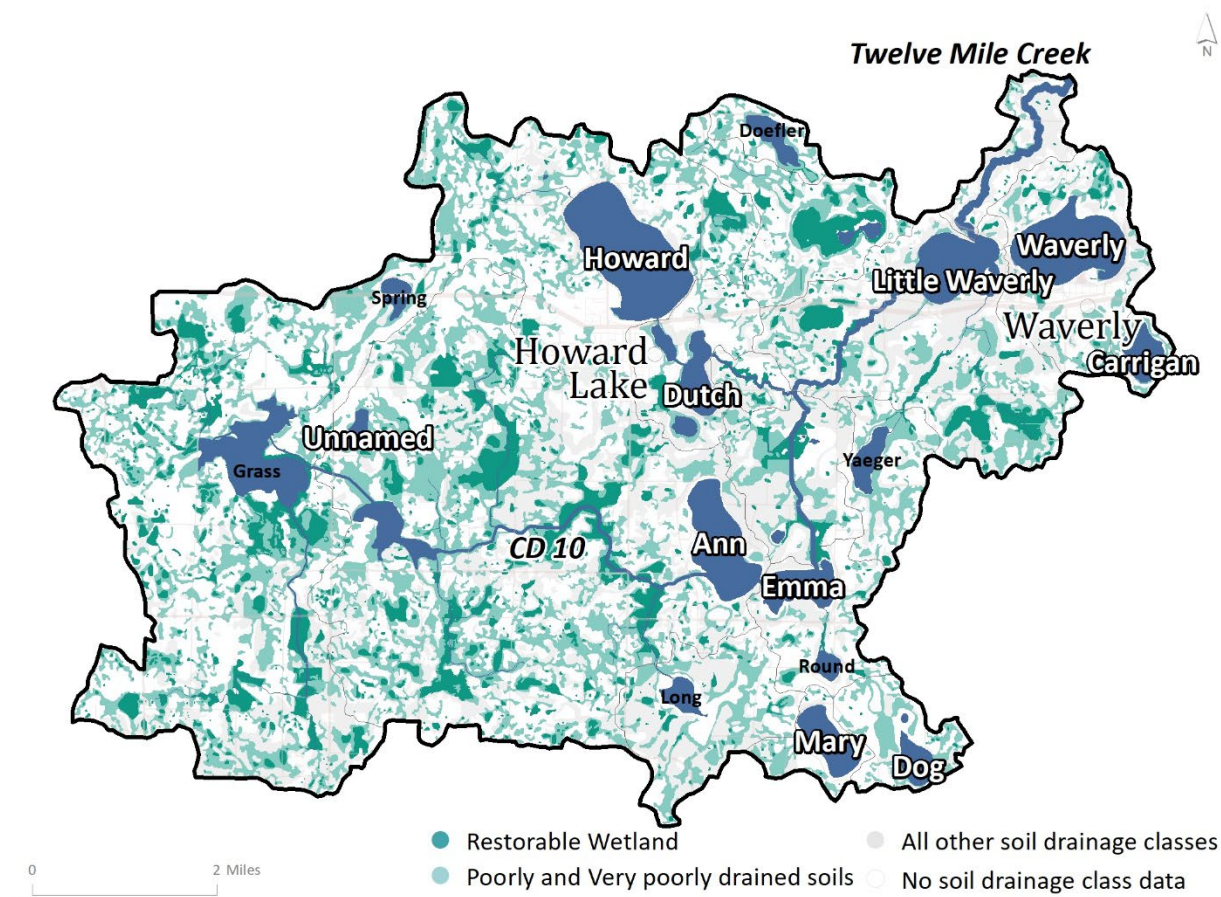 N
Twelve Mile Creek
Doefler
Howard
Waverly
Little Waverly
Spring
Waverly
Howard
Lake
Carrigan
Dutch
Unnamed
Yaeger
Grass
CD 10
Ann
Emma
Round
Long
Mary
Dog
Restorable Wetland
All other soil drainage classes
0
2 Miles
Poorly and Very poorly drained soils
No soil drainage class data